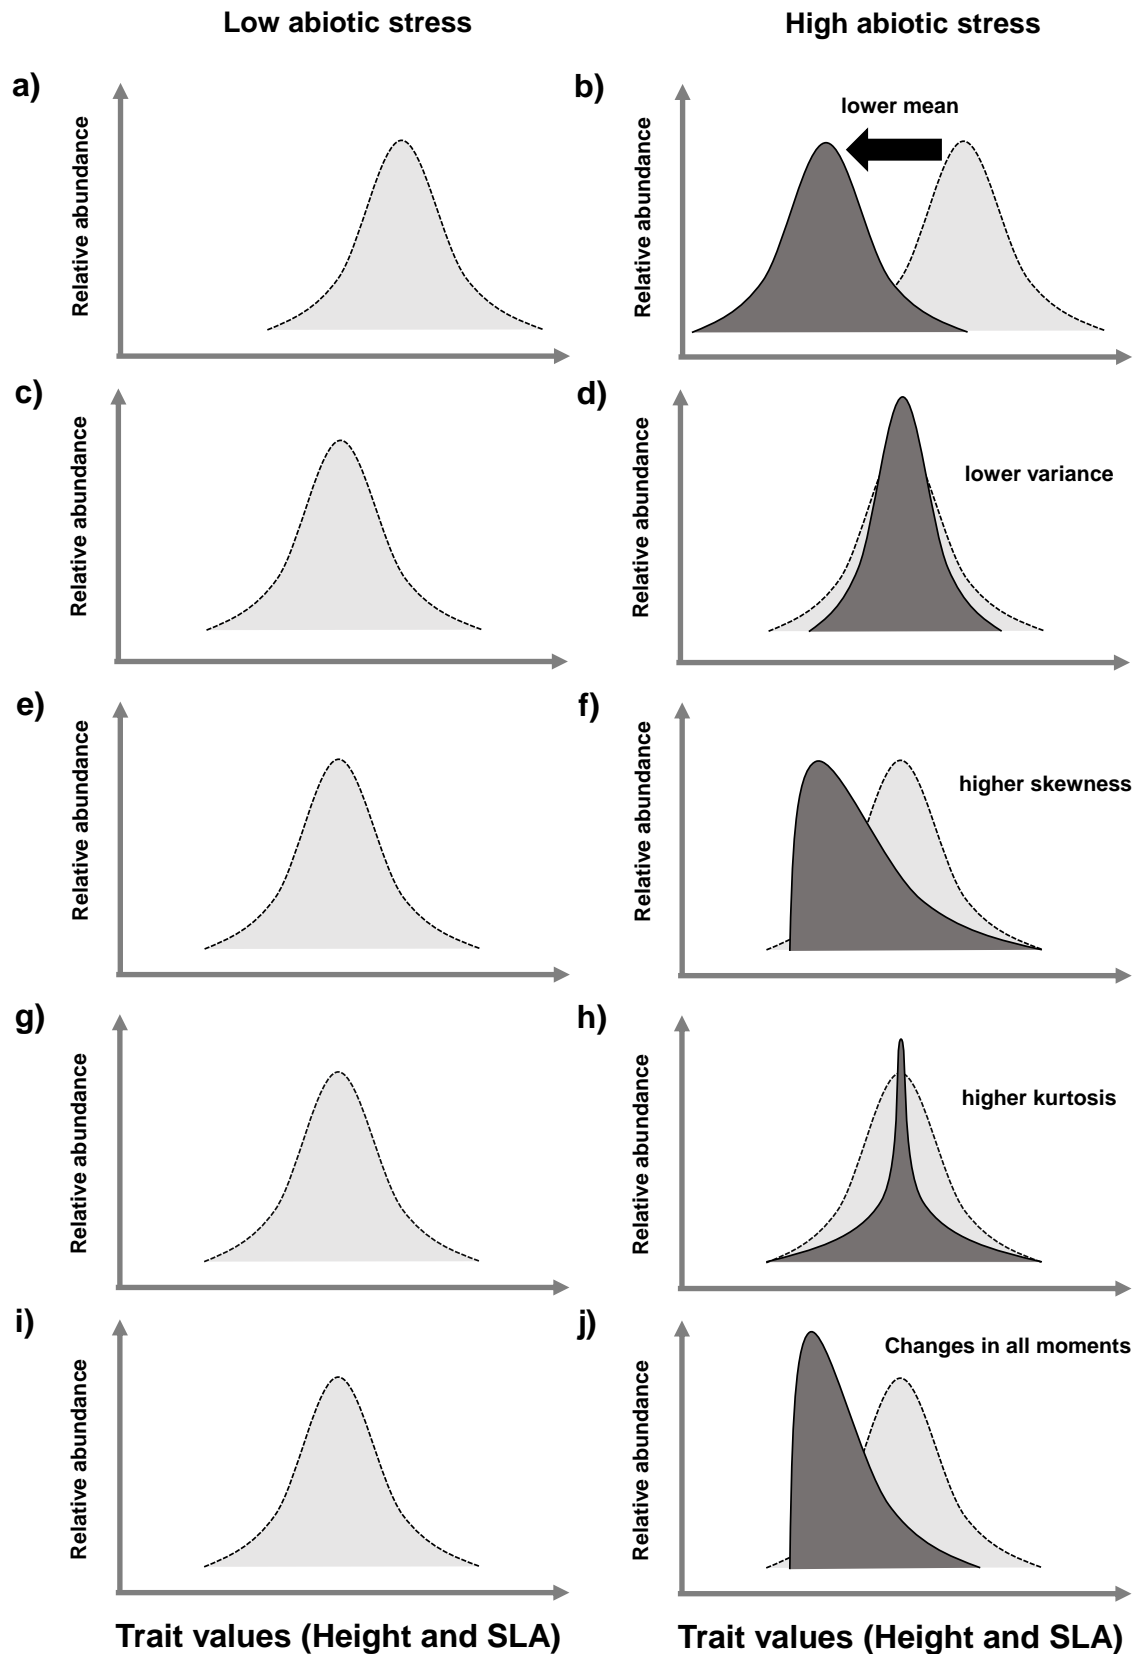 Low abiotic stress
High abiotic stress
a)
Relative abundance
b)
Relative abundance
lower mean
c)
Relative abundance
d)
Relative abundance
lower variance
e)
Relative abundance
f)
Relative abundance
higher skewness
g)
Relative abundance
h)
Relative abundance
higher kurtosis
i)
Relative abundance
j)
Relative abundance
Changes in all moments
Trait values (Height and SLA)
Trait values (Height and SLA)